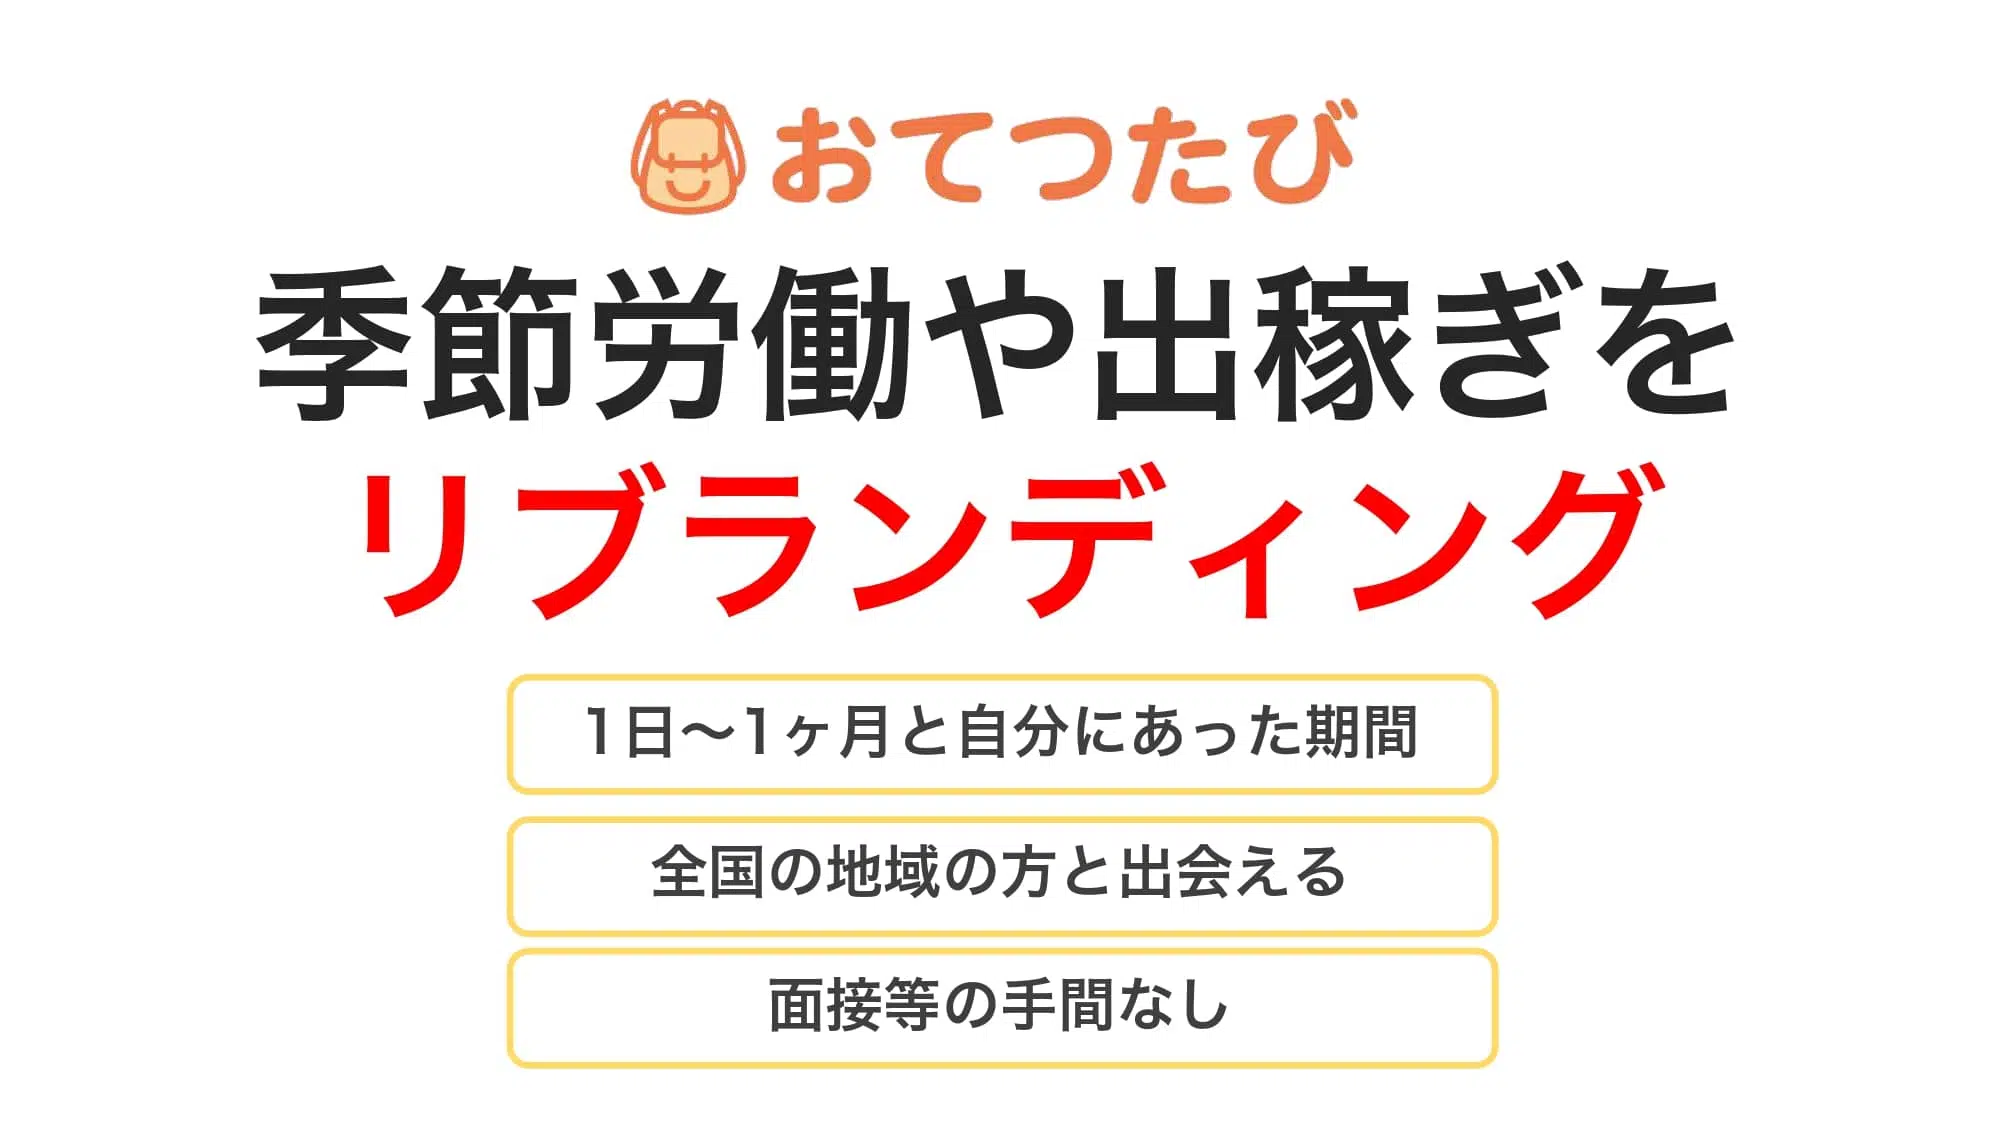 おてつたび
季節労働や出稼ぎを
リブランディング
1日〜1ヶ月と自分にあった期間
全国の地域の方と出会える
面接等の手間なし